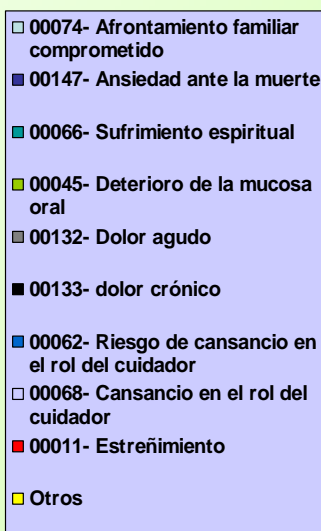 00074- Afrontamiento familiar
comprometido
00147- Ansiedad ante la muerte
00066- Sufrimiento espiritual
00045- Deterioro de la mucosa
oral
00132- Dolor agudo
00133- dolor crónico
00062- Riesgo de cansancio en
el rol del cuidador
00068- Cansancio en el rol del
cuidador
00011- Estreñimiento
Otros